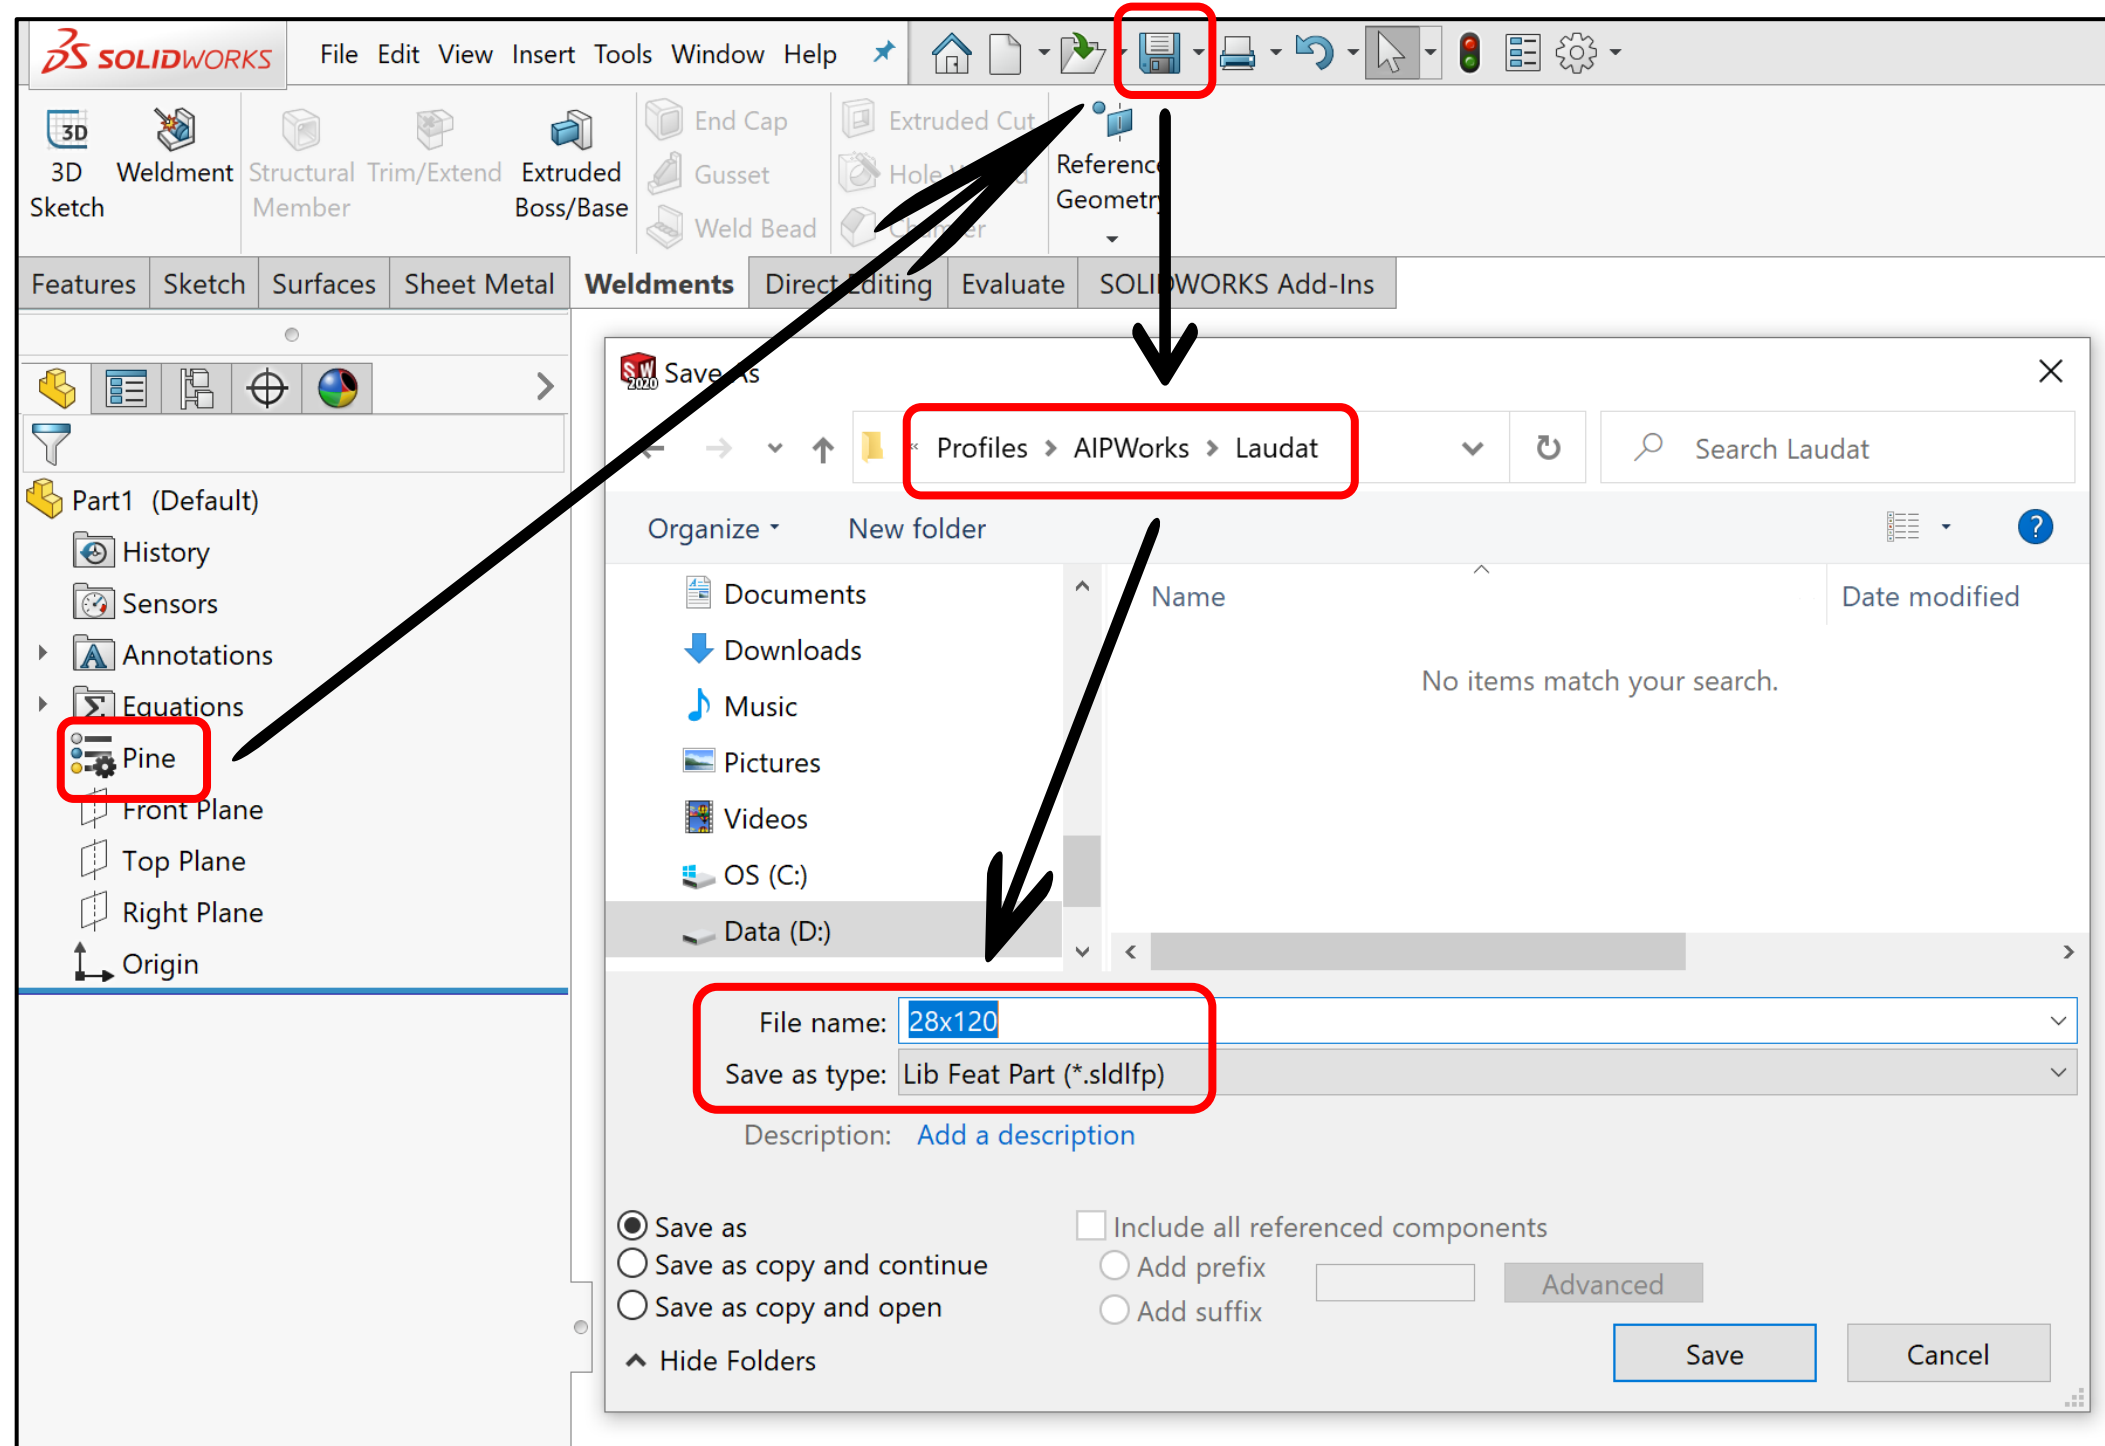 SOLIDWORKS File Edit View Insert Tools Window Help
3D Sketch
Weldment
Structural Member
Trim/Extend
Extruded Boss/Base
End Cap
Gusset
Weld Bead
Extruded Cut
Hole
Reference Geometry
Features Sketch Surfaces Sheet Metal Weldments Direct Editing Evaluate SOLIDWORKS Add-Ins
Part1 (Default)
History
Sensors
Annotations
Equations
Pine
Front Plane
Top Plane
Right Plane
Origin
SW 2020 Save As
« Profiles > AIPWorks > Laudat
Search Laudat
Organize New folder
Documents
Downloads
Music
Pictures
Videos
OS (C:)
Data (D:)
Name Date modified
No items match your search.
File name: 28x120
Save as type: Lib Feat Part (*.sldlfp)
Description: Add a description
Save as
Save as copy and continue
Save as copy and open
Include all referenced components
Add prefix
Add suffix
Advanced
Hide Folders
Save Cancel